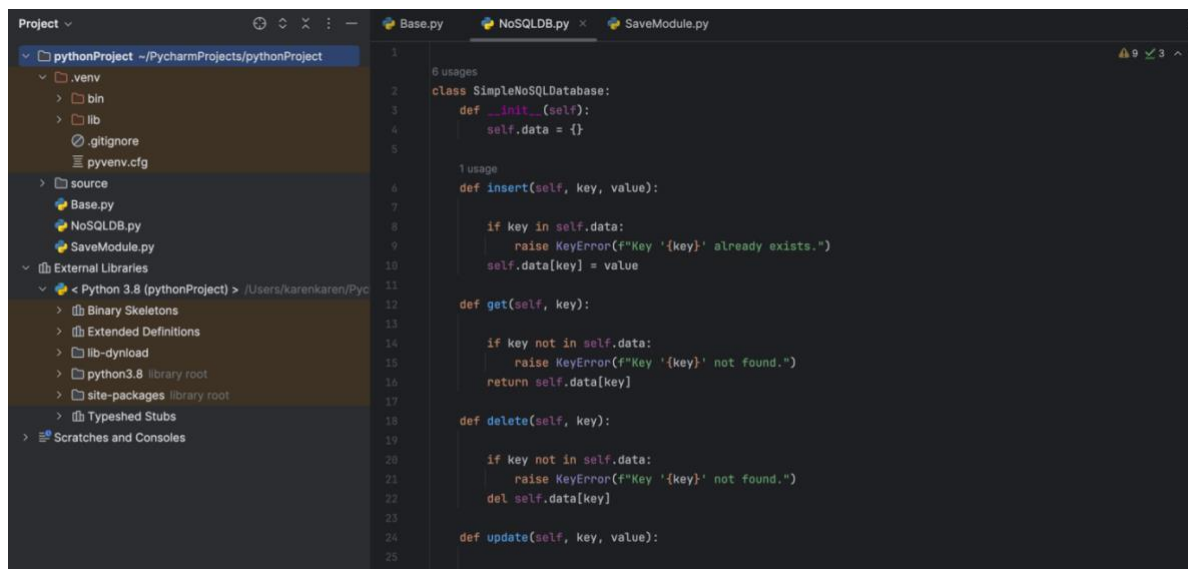 Project
pythonProject ~/PycharmProjects/pythonProject
.venv
bin
lib
.gitignore
pyvenv.cfg
source
Base.py
NoSQLDB.py
SaveModule.py
External Libraries
< Python 3.8 (pythonProject) > /Users/karenkaren/Pyc
Binary Skeletons
Extended Definitions
lib-dynload
python3.8 library root
site-packages library root
Typeshed Stubs
Scratches and Consoles
Base.py NoSQLDB.py SaveModule.py
9 3
1
6 usages
2 class SimpleNoSQLDatabase:
3 def __init__(self):
4 self.data = {}
5
1 usage
6 def insert(self, key, value):
7
8 if key in self.data:
9 raise KeyError(f"Key '{key}' already exists.")
10 self.data[key] = value
11
12 def get(self, key):
13
14 if key not in self.data:
15 raise KeyError(f"Key '{key}' not found.")
16 return self.data[key]
17
18 def delete(self, key):
19
20 if key not in self.data:
21 raise KeyError(f"Key '{key}' not found.")
22 del self.data[key]
23
24 def update(self, key, value):
25